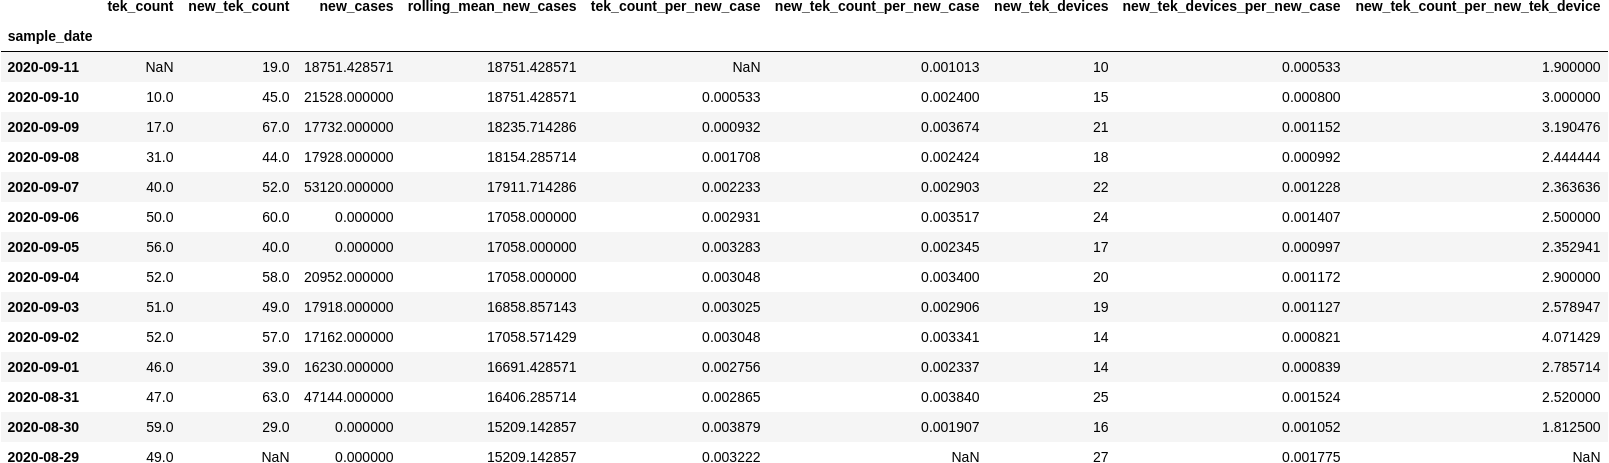 tek_count new_tek_count new_cases rolling_mean_new_cases tek_count_per_new_case new_tek_count_per_new_case new_tek_devices new_tek_devices_per_new_case new_tek_count_per_new_tek_device
sample_date
2020-09-11 NaN 19.0 18751.428571 18751.428571 NaN 0.001013 10 0.000533 1.900000
2020-09-10 10.0 45.0 21528.000000 18751.428571 0.000533 0.002400 15 0.000800 3.000000
2020-09-09 17.0 67.0 17732.000000 18235.714286 0.000932 0.003674 21 0.001152 3.190476
2020-09-08 31.0 44.0 17928.000000 18154.285714 0.001708 0.002424 18 0.000992 2.444444
2020-09-07 40.0 52.0 53120.000000 17911.714286 0.002233 0.002903 22 0.001228 2.363636
2020-09-06 50.0 60.0 0.000000 17058.000000 0.002931 0.003517 24 0.001407 2.500000
2020-09-05 56.0 40.0 0.000000 17058.000000 0.003283 0.002345 17 0.000997 2.352941
2020-09-04 52.0 58.0 20952.000000 17058.000000 0.003048 0.003400 20 0.001172 2.900000
2020-09-03 51.0 49.0 17918.000000 16858.857143 0.003025 0.002906 19 0.001127 2.578947
2020-09-02 52.0 57.0 17162.000000 17058.571429 0.003048 0.003341 14 0.000821 4.071429
2020-09-01 46.0 39.0 16230.000000 16691.428571 0.002756 0.002337 14 0.000839 2.785714
2020-08-31 47.0 63.0 47144.000000 16406.285714 0.002865 0.003840 25 0.001524 2.520000
2020-08-30 59.0 29.0 0.000000 15209.142857 0.003879 0.001907 16 0.001052 1.812500
2020-08-29 49.0 NaN 0.000000 15209.142857 0.003222 NaN 27 0.001775 NaN